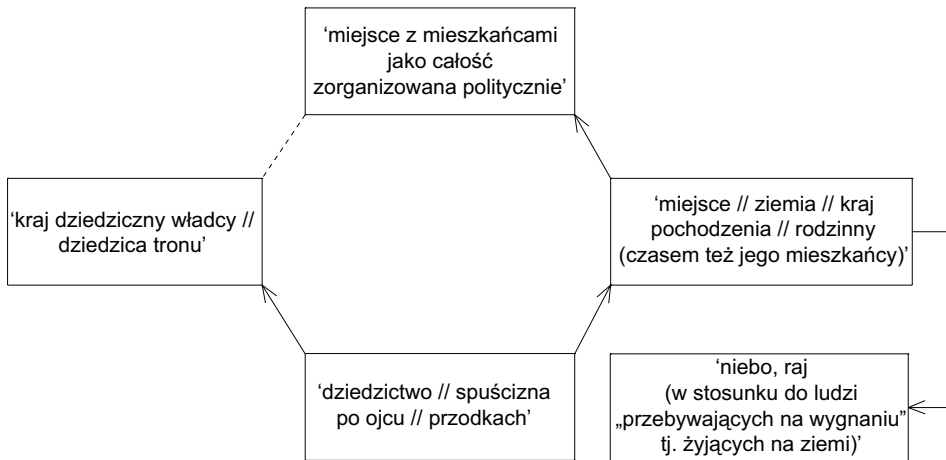 ‘miejsce z mieszkańcami
jako całość
zorganizowana politycznie’
‘kraj dziedziczny władcy //
dziedzica tronu’
‘miejsce // ziemia // kraj
pochodzenia // rodzinny
(czasem też jego mieszkańcy)’
‘dziedzictwo // spuścizna
po ojcu // przodkach’
‘niebo, raj
(w stosunku do ludzi
„przebywających na wygnaniu”
tj. żyjących na ziemi)’